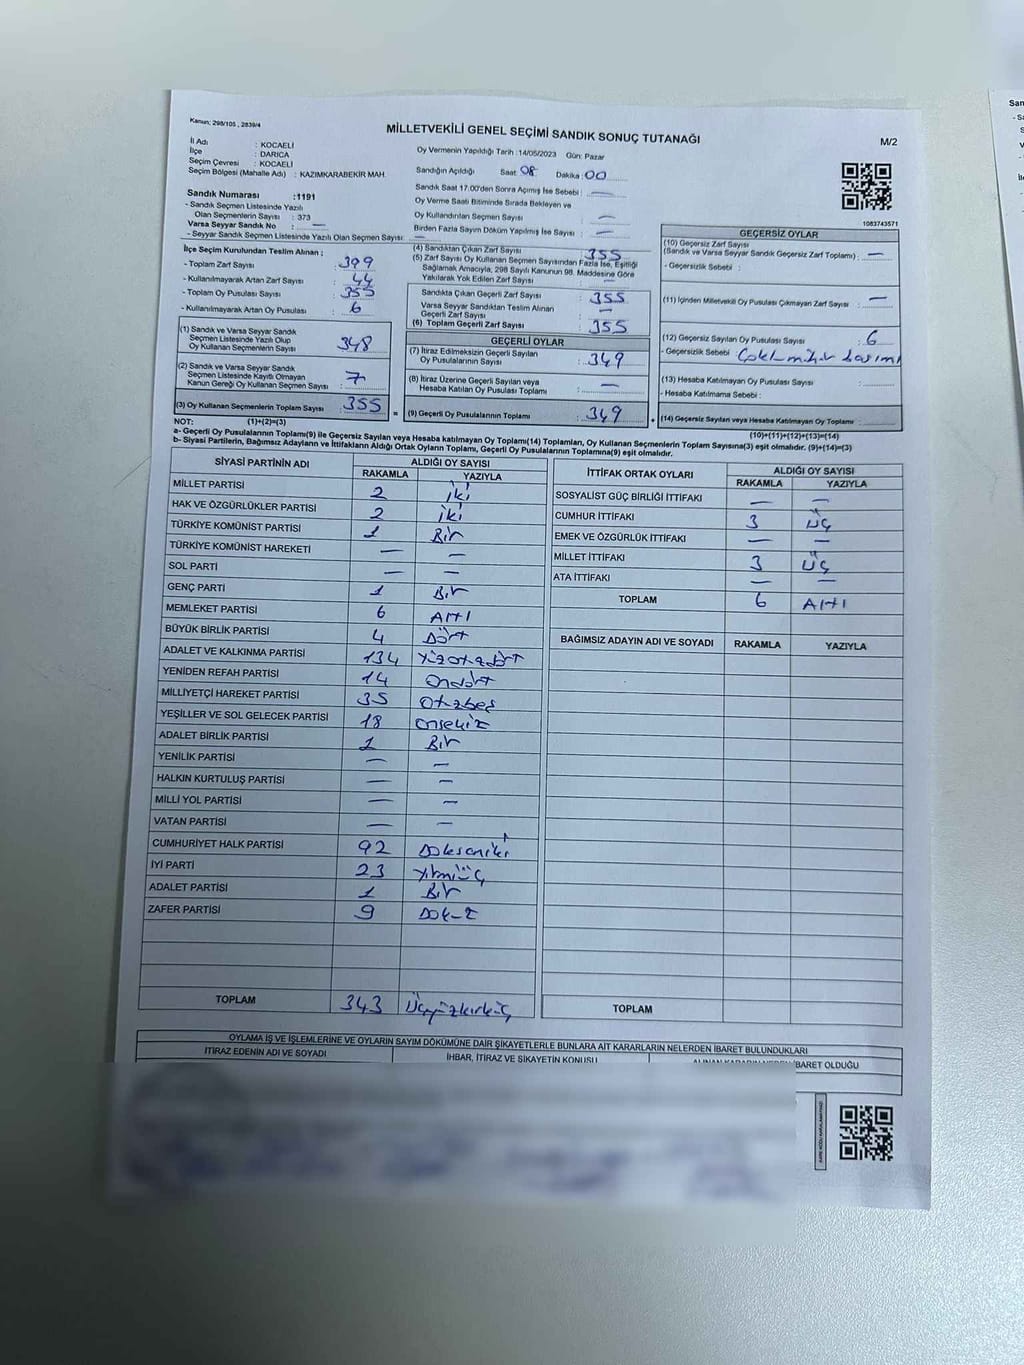 Kanun; 298/105 , 2839/4
MİLLETVEKİLİ GENEL SEÇİMİ SANDIK SONUÇ TUTANAĞI
M/2
İl Adı : KOCAELİ
İlçe : DARICA
Seçim Çevresi : KOCAELİ
Seçim Bölgesi (Mahalle Adı) : KAZIMKARABEKİR MAH.
Oy Vermenin Yapıldığı Tarih :14/05/2023 Gün: Pazar
Sandığın Açıldığı Saat 08 Dakika: 00
Sandık Saat 17.00'den Sonra Açımış İse Sebebi : —
Oy Verme Saati Bitiminde Sırada Bekleyen ve
Oy Kullandırılan Seçmen Sayısı : —
Birden Fazla Sayım Döküm Yapılmış İse Sayısı : —
1083743571
Sandık Numarası :1191
- Sandık Seçmen Listesinde Yazılı
Olan Seçmenlerin Sayısı : 373
Varsa Seyyar Sandık No : —
- Seyyar Sandık Seçmen Listesinde Yazılı Olan Seçmen Sayısı: —
İlçe Seçim Kurulundan Teslim Alınan ;
- Toplam Zarf Sayısı : 399
- Kullanılmayarak Artan Zarf Sayısı : 44
- Toplam Oy Pusulası Sayısı : 355
- Kullanılmayarak Artan Oy Pusulası : 6
(1) Sandık ve Varsa Seyyar Sandık
Seçmen Listesinde Yazılı Olup
Oy Kullanan Seçmenlerin Sayısı : 348
(2) Sandık ve Varsa Seyyar Sandık
Seçmen Listesinde Kayıtlı Olmayan
Kanun Gereği Oy Kullanan Seçmen Sayısı : 7
(3) Oy Kullanan Seçmenlerin Toplam Sayısı : 355
(1)+(2)=(3)
(4) Sandıktan Çıkan Zarf Sayısı : 355
(5) Zarf Sayısı Oy Kullanan Seçmen Sayısından Fazla İse, Eşitliği
Sağlamak Amacıyla, 298 Sayılı Kanunun 98. Maddesine Göre
Yakılarak Yok Edilen Zarf Sayısı : —
Sandıkta Çıkan Geçerli Zarf Sayısı : 355
Varsa Seyyar Sandıktan Teslim Alınan
Geçerli Zarf Sayısı : —
(6) Toplam Geçerli Zarf Sayısı : 355
GEÇERLİ OYLAR
(7) İtiraz Edilmeksizin Geçerli Sayılan
Oy Pusulalarının Sayısı : 349
(8) İtiraz Üzerine Geçerli Sayılan veya
Hesaba Katılan Oy Pusulası Toplamı : —
= (9) Geçerli Oy Pusulalarının Toplamı : 349 +
GEÇERSİZ OYLAR
(10) Geçersiz Zarf Sayısı
(Sandık ve Varsa Seyyar Sandık Geçersiz Zarf Toplamı) : —
- Geçersizlik Sebebi :
(11) İçinden Milletvekili Oy Pusulası Çıkmayan Zarf Sayısı : —
(12) Geçersiz Sayılan Oy Pusulası Sayısı : 6
- Geçersizlik Sebebi : Çoklu mühür basımı
(13) Hesaba Katılmayan Oy Pusulası Sayısı :
- Hesaba Katılmama Sebebi :
(14) Geçersiz Sayılan veya Hesaba Katılmayan Oy Toplamı :
(10)+(11)+(12)+(13)=(14)
NOT:
a- Geçerli Oy Pusulalarının Toplamı(9) ile Geçersiz Sayılan veya Hesaba katılmayan Oy Toplamı(14) Toplamları, Oy Kullanan Seçmenlerin Toplam Sayısına(3) eşit olmalıdır. (9)+(14)=(3)
b- Siyasi Partilerin, Bağımsız Adayların ve İttifakların Aldığı Ortak Oyların Toplamı, Geçerli Oy Pusulalarının Toplamına(9) eşit olmalıdır.
SİYASİ PARTİNİN ADI ALDIĞI OY SAYISI
RAKAMLA YAZIYLA
MİLLET PARTİSİ 2 iki
HAK VE ÖZGÜRLÜKLER PARTİSİ 2 iki
TÜRKİYE KOMÜNİST PARTİSİ 1 Bir
TÜRKİYE KOMÜNİST HAREKETİ — —
SOL PARTİ — —
GENÇ PARTİ 1 Bir
MEMLEKET PARTİSİ 6 Altı
BÜYÜK BİRLİK PARTİSİ 4 Dört
ADALET VE KALKINMA PARTİSİ 134 Yüzotuzdört
YENİDEN REFAH PARTİSİ 14 Ondört
MİLLİYETÇİ HAREKET PARTİSİ 35 Otuzbeş
YEŞİLLER VE SOL GELECEK PARTİSİ 18 Onsekiz
ADALET BİRLİK PARTİSİ 1 Bir
YENİLİK PARTİSİ — —
HALKIN KURTULUŞ PARTİSİ — —
MİLLİ YOL PARTİSİ — —
VATAN PARTİSİ — —
CUMHURİYET HALK PARTİSİ 92 Doksaniki
İYİ PARTİ 23 Yirmiüç
ADALET PARTİSİ 1 Bir
ZAFER PARTİSİ 9 Dokuz
TOPLAM 343 Üçyüzkırküç
İTTİFAK ORTAK OYLARI ALDIĞI OY SAYISI
RAKAMLA YAZIYLA
SOSYALİST GÜÇ BİRLİĞİ İTTİFAKI — —
CUMHUR İTTİFAKI 3 Üç
EMEK VE ÖZGÜRLÜK İTTİFAKI — —
MİLLET İTTİFAKI 3 Üç
ATA İTTİFAKI — —
TOPLAM 6 Altı
BAĞIMSIZ ADAYIN ADI VE SOYADI RAKAMLA YAZIYLA
TOPLAM
OYLAMA İŞ VE İŞLEMLERİNE VE OYLARIN SAYIM DÖKÜMÜNE DAİR ŞİKAYETLERLE BUNLARA AİT KARARLARIN NELERDEN İBARET BULUNDUKLARI
İTİRAZ EDENİN ADI VE SOYADI
İHBAR, İTİRAZ VE ŞİKAYETİN KONUSU
İBARET OLDUĞU